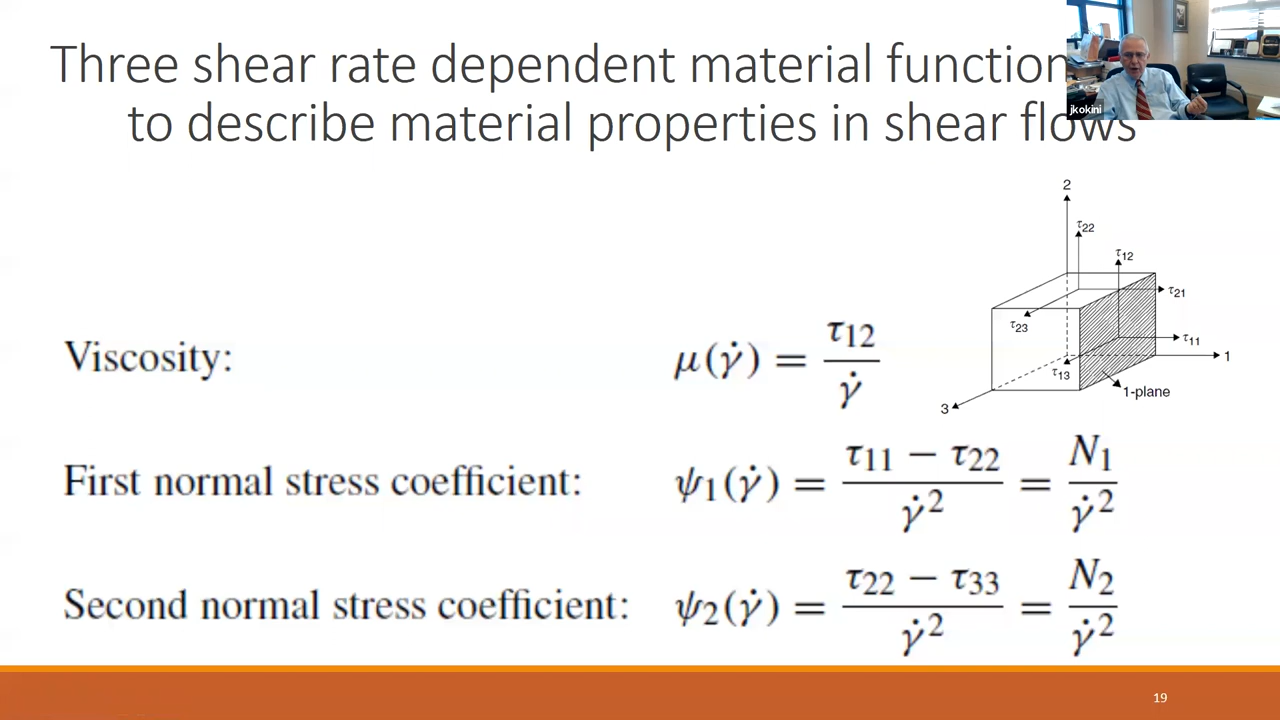 Three shear rate dependent material function
to describe material properties in shear flows
jkokini
2
τ22
τ12
τ21
τ23
τ11
1
τ13
1-plane
3
Viscosity: μ(γ̇) = τ12 / γ̇
First normal stress coefficient: ψ1(γ̇) = τ11 − τ22 / γ̇² = N1 / γ̇²
Second normal stress coefficient: ψ2(γ̇) = τ22 − τ33 / γ̇² = N2 / γ̇²
19